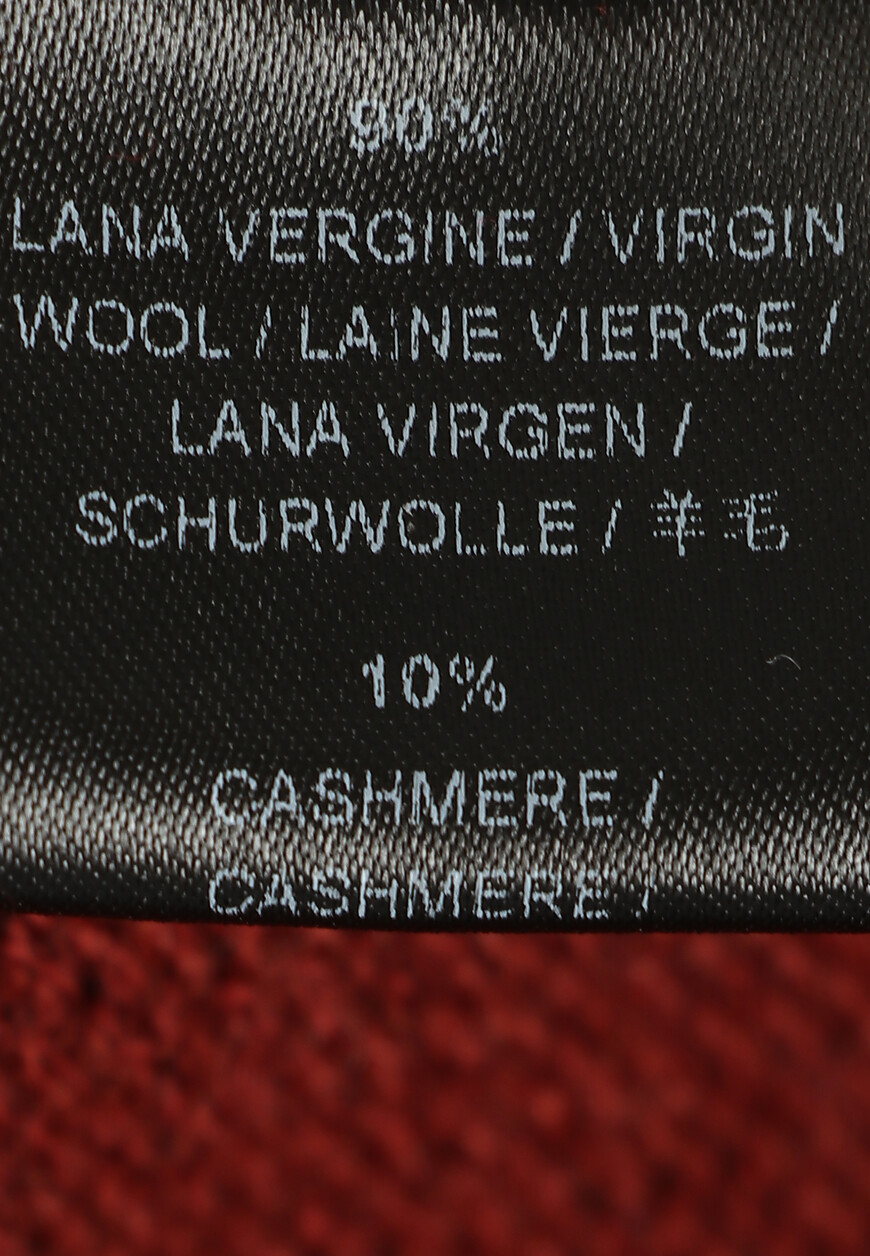 90%
LANA VERGINE / VIRGIN
WOOL / LAINE VIERGE /
LANA VIRGEN /
SCHURWOLLE / 羊毛
10%
CASHMERE /
CASHMERE /